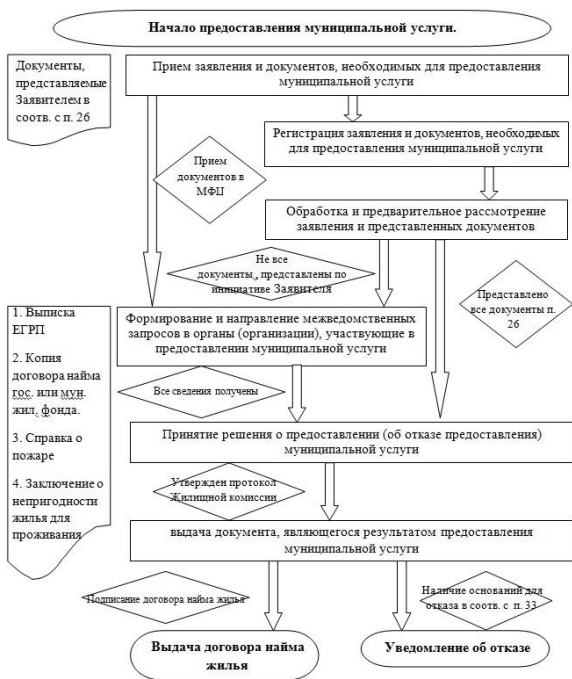 Начало предоставления муниципальной услуги.
Документы,
представляемые
Заявителем в
соотв. с п. 26
Прием заявления и документов, необходимых для предоставления
муниципальной услуги
Регистрация заявления и документов, необходимых
для предоставления муниципальной услуги
Прием
документов в
МФЦ
Обработка и предварительное рассмотрение
заявления и представленных документов
Не все
документы, представлены по
инициативе Заявителя
Представлено
все документы п.
26
1. Выписка
ЕГРП
2. Копия
договора найма
гос. или мун.
жил. фонда.
3. Справка о
пожаре
4. Заключение о
непригодности
жилья для
проживания
Формирование и направление межведомственных
запросов в органы (организации), участвующие в
предоставлении муниципальной услуги
Все сведения получены
Принятие решения о предоставлении (об отказе предоставления)
муниципальной услуги
Утвержден протокол
Жилищной комиссии
выдача документа, являющегося результатом предоставления
муниципальной услуги
Подписание договора найма жилья
Наличие оснований для
отказа в соотв. с п. 33
Выдача договора найма
жилья
Уведомление об отказе